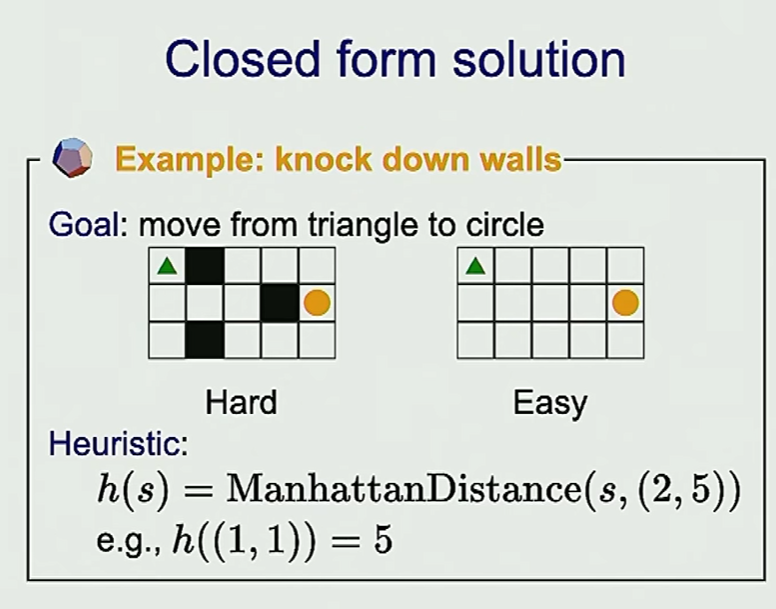 Closed form solution
Example: knock down walls
Goal: move from triangle to circle
Hard
Easy
Heuristic:
h(s) = ManhattanDistance(s, (2, 5))
e.g., h((1, 1)) = 5